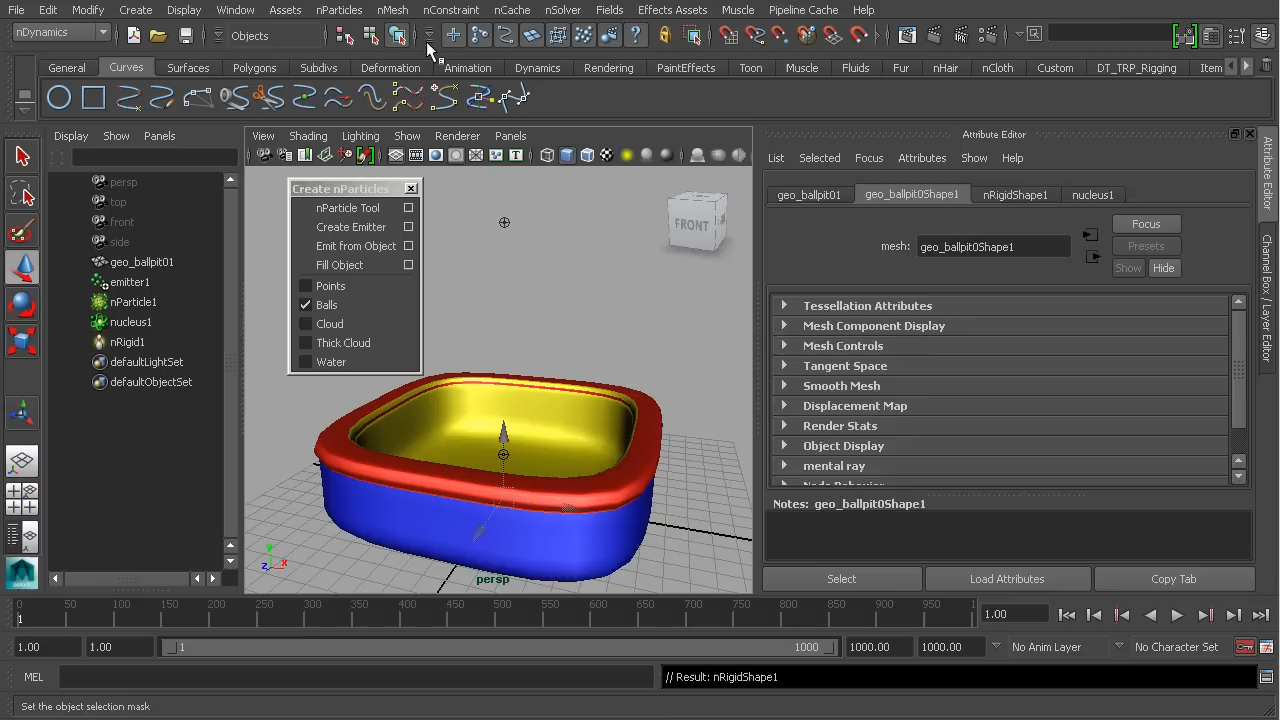 File Edit Modify Create Display Window Assets nParticles nMesh nConstraint nCache nSolver Fields Effects Assets Muscle Pipeline Cache Help
nDynamics Objects
General Curves Surfaces Polygons Subdivs Deformation Animation Dynamics Rendering PaintEffects Toon Muscle Fluids Fur nHair nCloth Custom DT_TRP_Rigging Item
Display Show Panels
View Shading Lighting Show Renderer Panels
Attribute Editor
List Selected Focus Attributes Show Help
persp
top
front
side
geo_ballpit01
emitter1
nParticle1
nucleus1
nRigid1
defaultLightSet
defaultObjectSet
Create nParticles
nParticle Tool
Create Emitter
Emit from Object
Fill Object
Points
Balls
Cloud
Thick Cloud
Water
FRONT
y
z x
persp
geo_ballpit01 geo_ballpit0Shape1 nRigidShape1 nucleus1
mesh: geo_ballpit0Shape1
Focus
Presets
Show Hide
Tessellation Attributes
Mesh Component Display
Mesh Controls
Tangent Space
Smooth Mesh
Displacement Map
Render Stats
Object Display
mental ray
Notes: geo_ballpit0Shape1
Select Load Attributes Copy Tab
Attribute Editor
Channel Box / Layer Editor
0 50 100 150 200 250 300 350 400 450 500 550 600 650 700 750 800 850 900 950 1
1
1.00
1.00 1.00 1 1000 1000.00 1000.00 No Anim Layer No Character Set
MEL // Result: nRigidShape1
Set the object selection mask